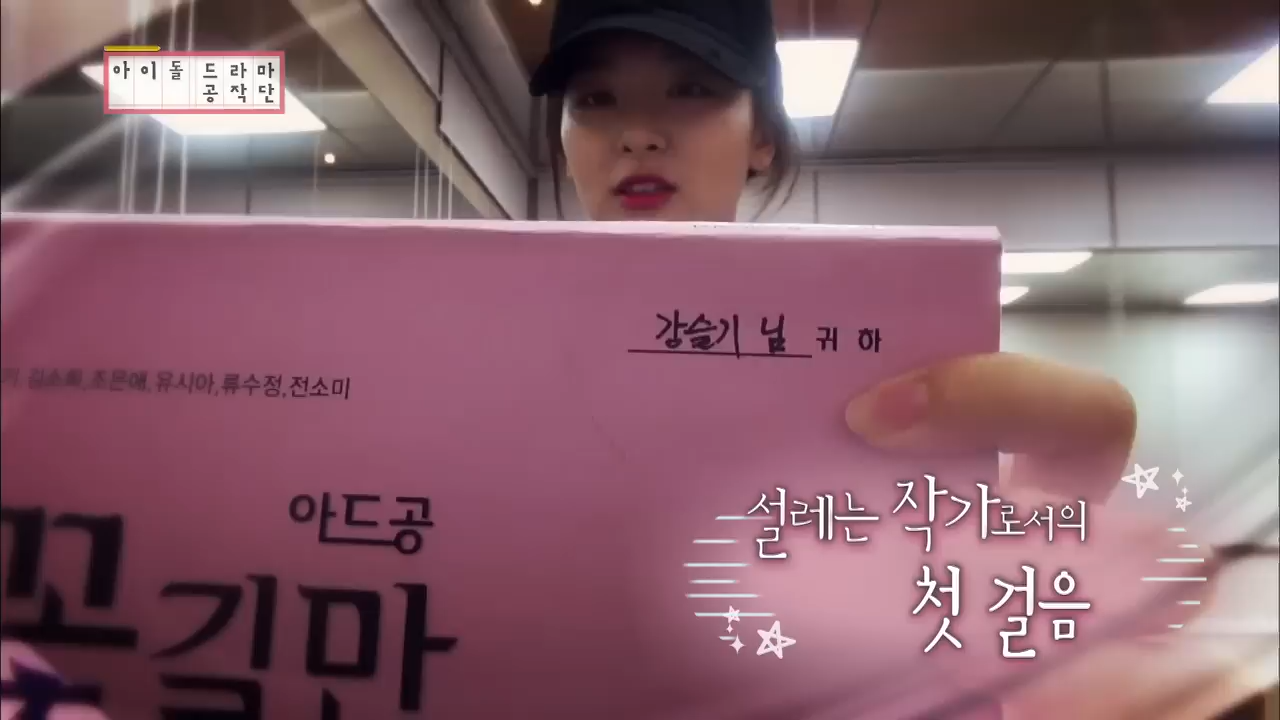 아이돌 드라마
공작단
강슬기 님 귀하
김소희,조문애,유시아,류수정,전소미
아드공
꼬길만
설레는 작가로서의
첫 걸음